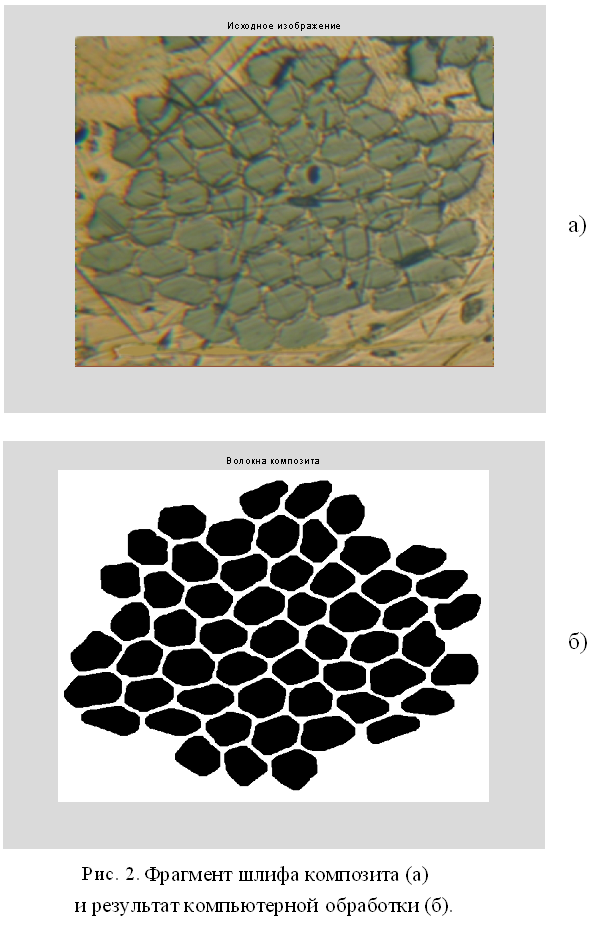 Исходное изображение
а)
Волокна композита
б)
Рис. 2. Фрагмент шлифа композита (а)
и результат компьютерной обработки (б).